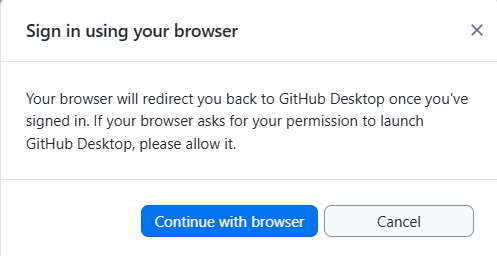 Sign in using your browser
Your browser will redirect you back to GitHub Desktop once you've
signed in. If your browser asks for your permission to launch
GitHub Desktop, please allow it.
Continue with browser
Cancel